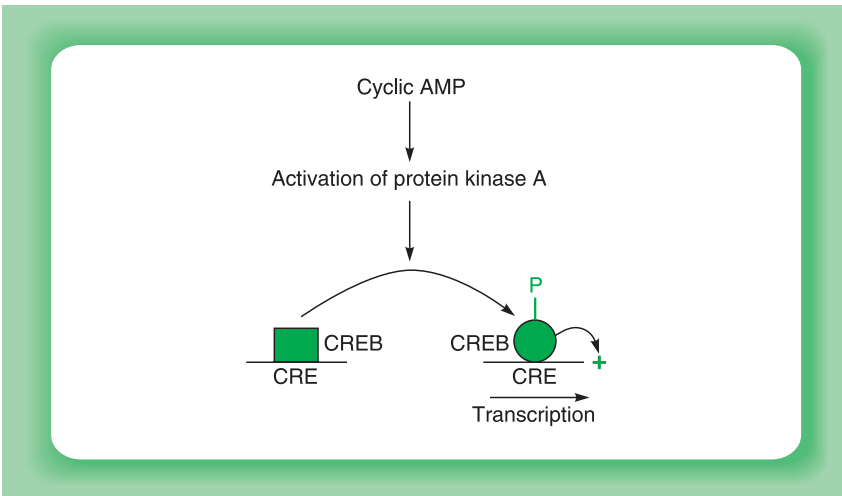 Cyclic AMP
Activation of protein kinase A
P
CREB
CREB
+
CRE
CRE
Transcription